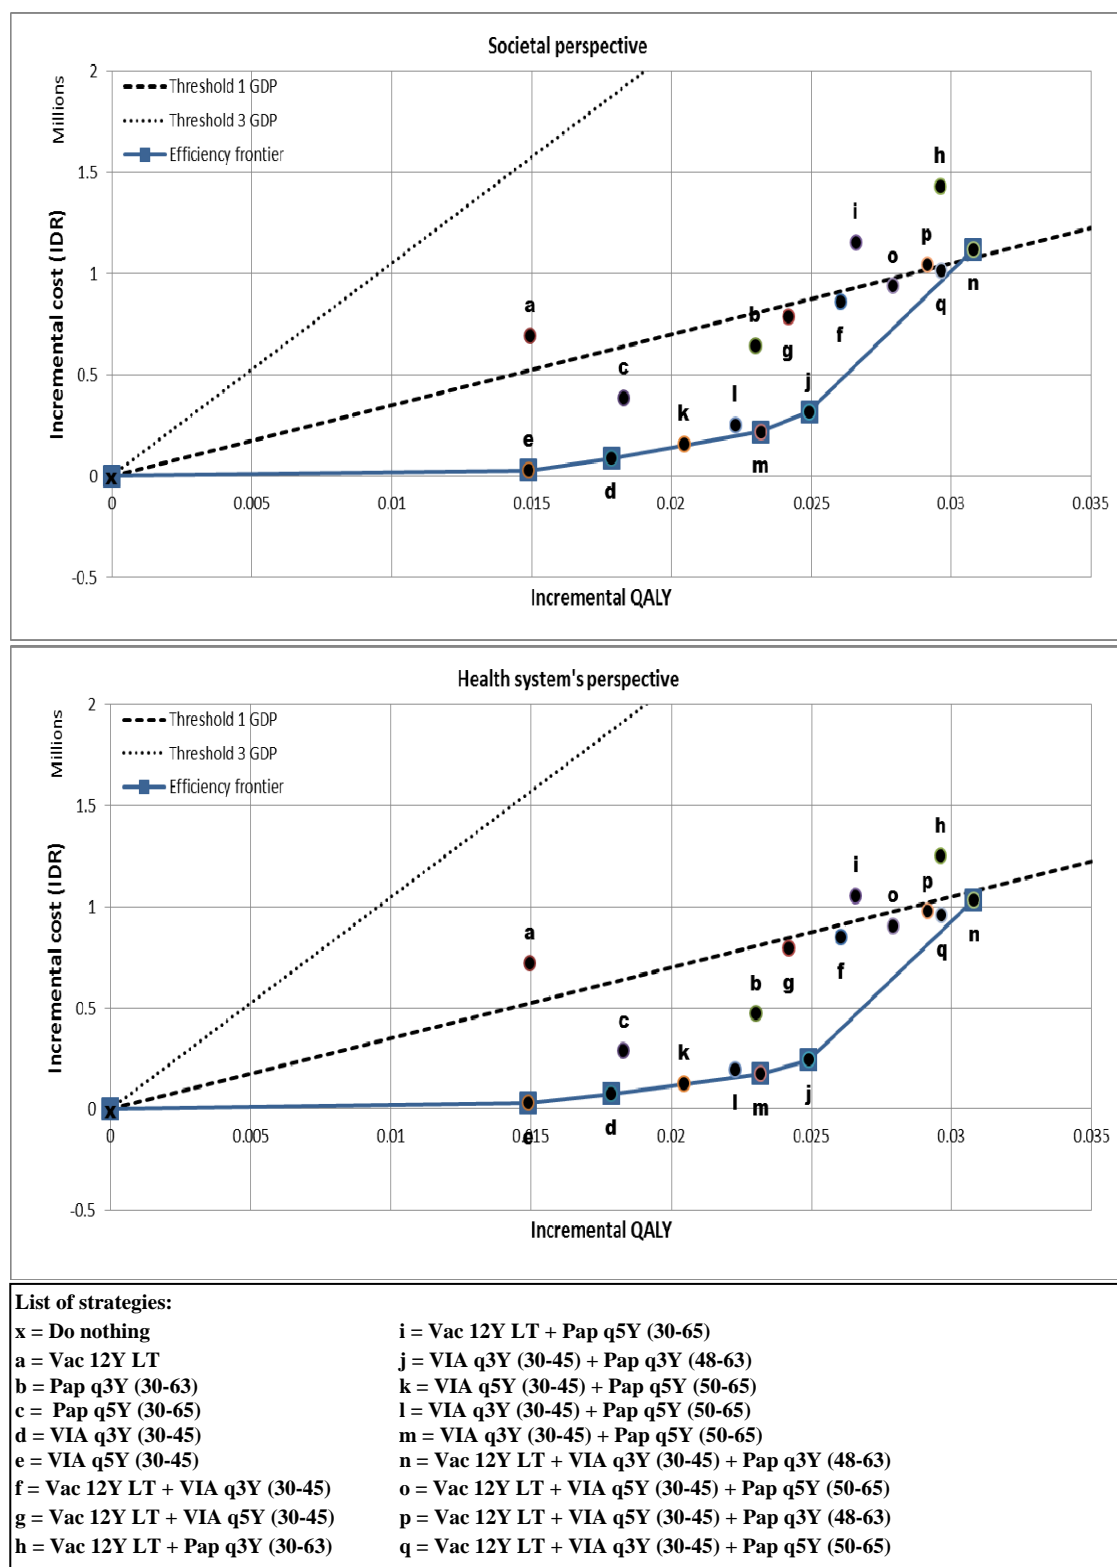 Societal perspective
Millions
Incremental cost (IDR)
2
1.5
1
0.5
0
-0.5
Threshold 1 GDP
Threshold 3 GDP
Efficiency frontier
h
i
p
o
a
b
n
q
g
f
c
j
l
k
e
m
d
x
0
0.005
0.01
0.015
0.02
0.025
0.03
0.035
Incremental QALY
Health system's perspective
Millions
Incremental cost (IDR)
2
1.5
1
0.5
0
-0.5
Threshold 1 GDP
Threshold 3 GDP
Efficiency frontier
h
i
p
o
a
n
q
f
b
g
c
k
j
l
m
d
e
x
0
0.005
0.01
0.015
0.02
0.025
0.03
0.035
Incremental QALY
List of strategies:
x = Do nothing
a = Vac 12Y LT
b = Pap q3Y (30-63)
c = Pap q5Y (30-65)
d = VIA q3Y (30-45)
e = VIA q5Y (30-45)
f = Vac 12Y LT + VIA q3Y (30-45)
g = Vac 12Y LT + VIA q5Y (30-45)
h = Vac 12Y LT + Pap q3Y (30-63)
i = Vac 12Y LT + Pap q5Y (30-65)
j = VIA q3Y (30-45) + Pap q3Y (48-63)
k = VIA q5Y (30-45) + Pap q5Y (50-65)
l = VIA q3Y (30-45) + Pap q5Y (50-65)
m = VIA q3Y (30-45) + Pap q5Y (50-65)
n = Vac 12Y LT + VIA q3Y (30-45) + Pap q3Y (48-63)
o = Vac 12Y LT + VIA q5Y (30-45) + Pap q5Y (50-65)
p = Vac 12Y LT + VIA q5Y (30-45) + Pap q3Y (48-63)
q = Vac 12Y LT + VIA q3Y (30-45) + Pap q5Y (50-65)